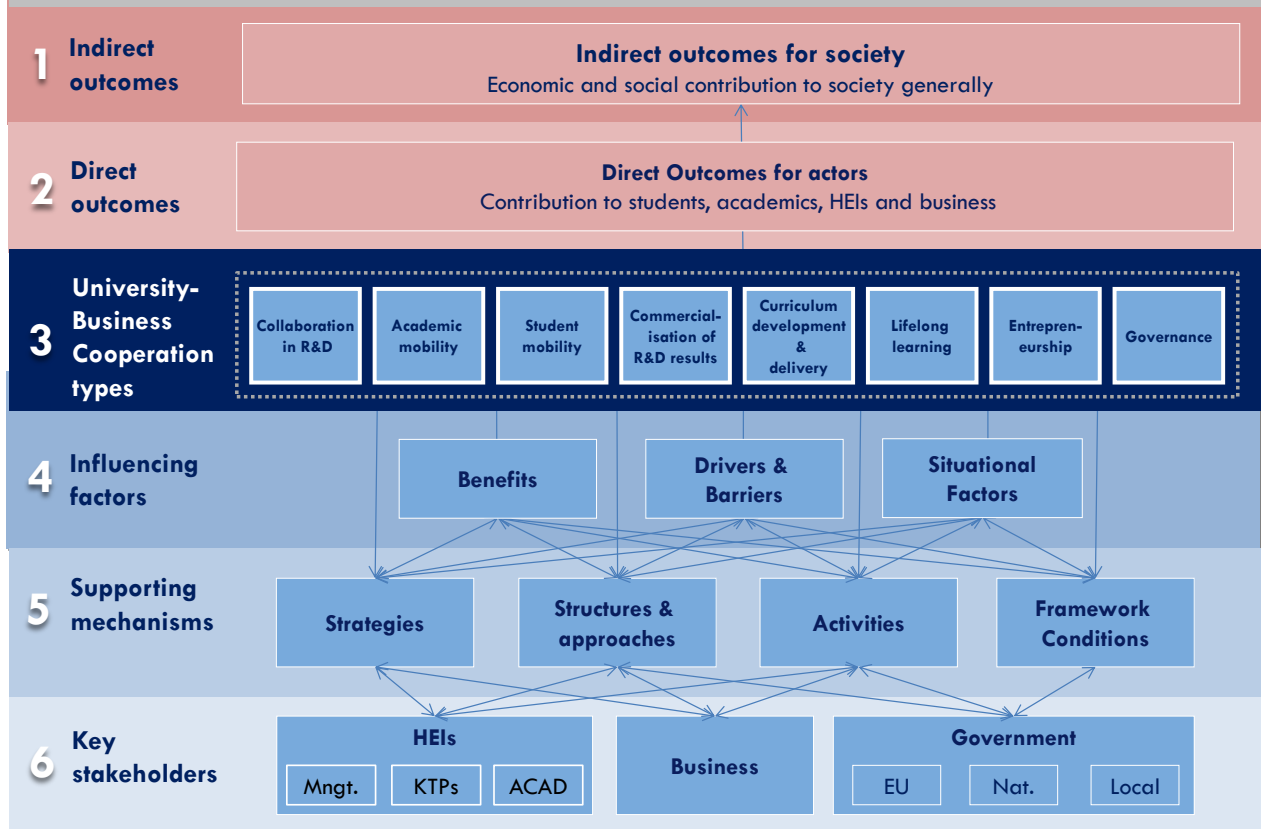 1
Indirect
outcomes
Indirect outcomes for society
Economic and social contribution to society generally
2
Direct
outcomes
Direct Outcomes for actors
Contribution to students, academics, HEIs and business
3
University-
Business
Cooperation
types
Collaboration
in R&D
Academic
mobility
Student
mobility
Commercial-
isation of
R&D results
Curriculum
development
&
delivery
Lifelong
learning
Entrepren-
eurship
Governance
4
Influencing
factors
Benefits
Drivers &
Barriers
Situational
Factors
5
Supporting
mechanisms
Strategies
Structures &
approaches
Activities
Framework
Conditions
6
Key
stakeholders
HEIs
Mngt.
KTPs
ACAD
Business
Government
EU
Nat.
Local